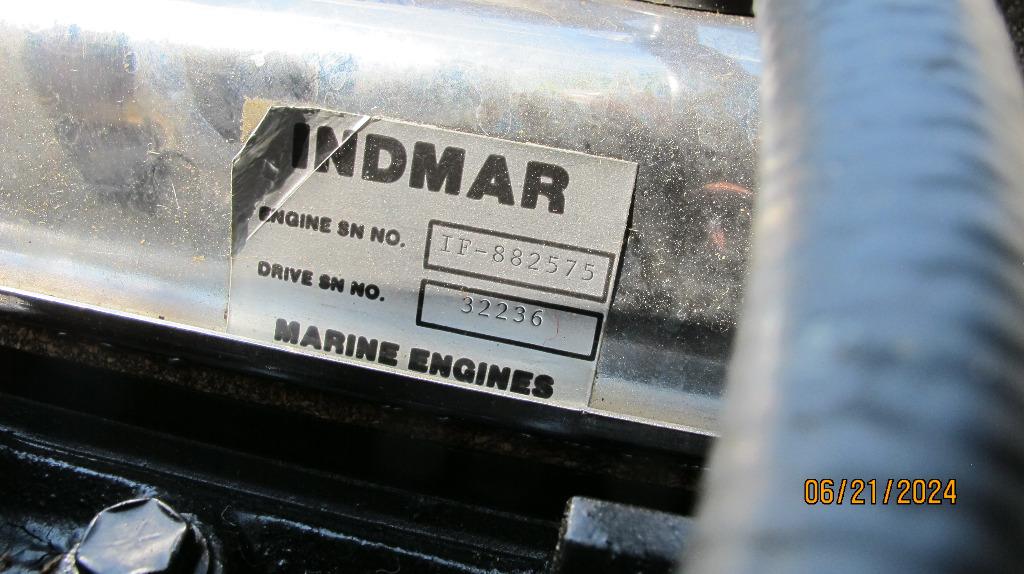 INDMAR
ENGINE SN NO. IF-882575
DRIVE SN NO. 32236
MARINE ENGINES
06/21/2024